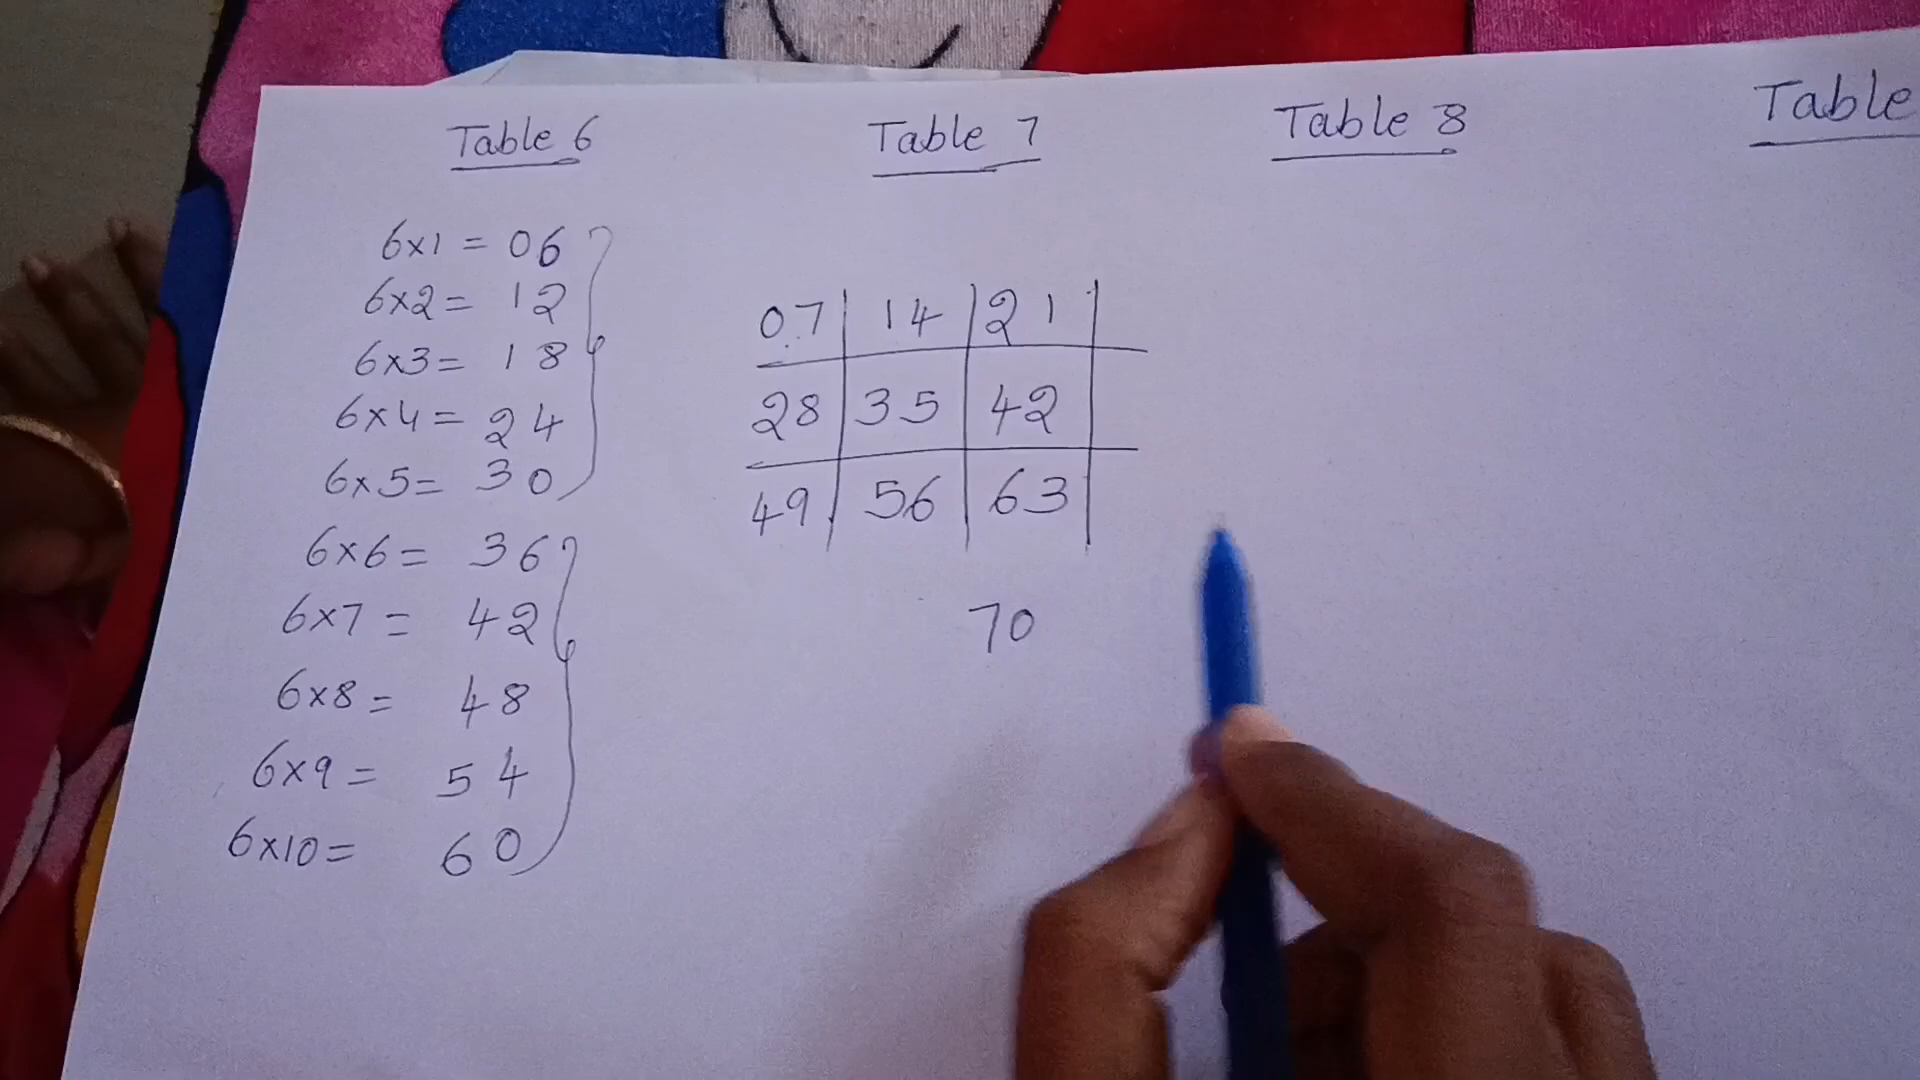 Table 6
6x1 = 06
6x2 = 12
6x3 = 18
6x4 = 24
6x5 = 30
6x6 = 36
6x7 = 42
6x8 = 48
6x9 = 54
6x10 = 60
Table 7
07 14 21
28 35 42
49 56 63
70
Table 8
Table